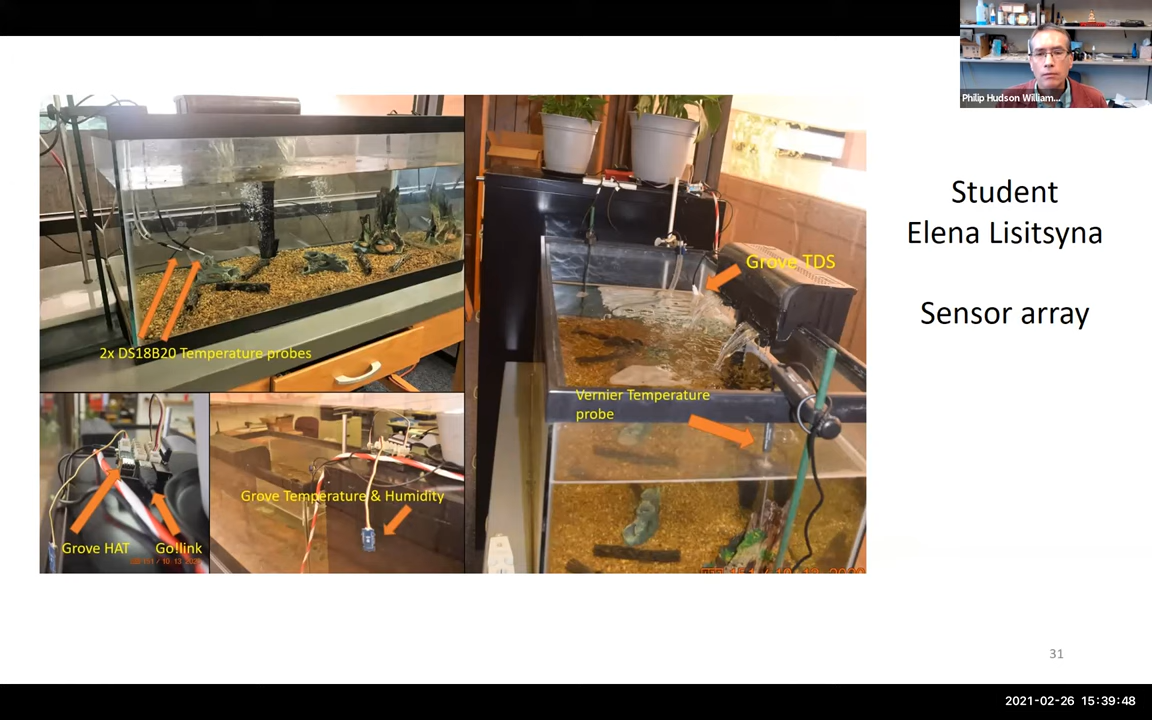 Philip Hudson William...
Student
Elena Lisitsyna
Sensor array
Grove TDS
2x DS18B20 Temperature probes
Vernier Temperature
probe
Grove Temperature & Humidity
Grove HAT
Go!link
31
2021-02-26 15:39:48